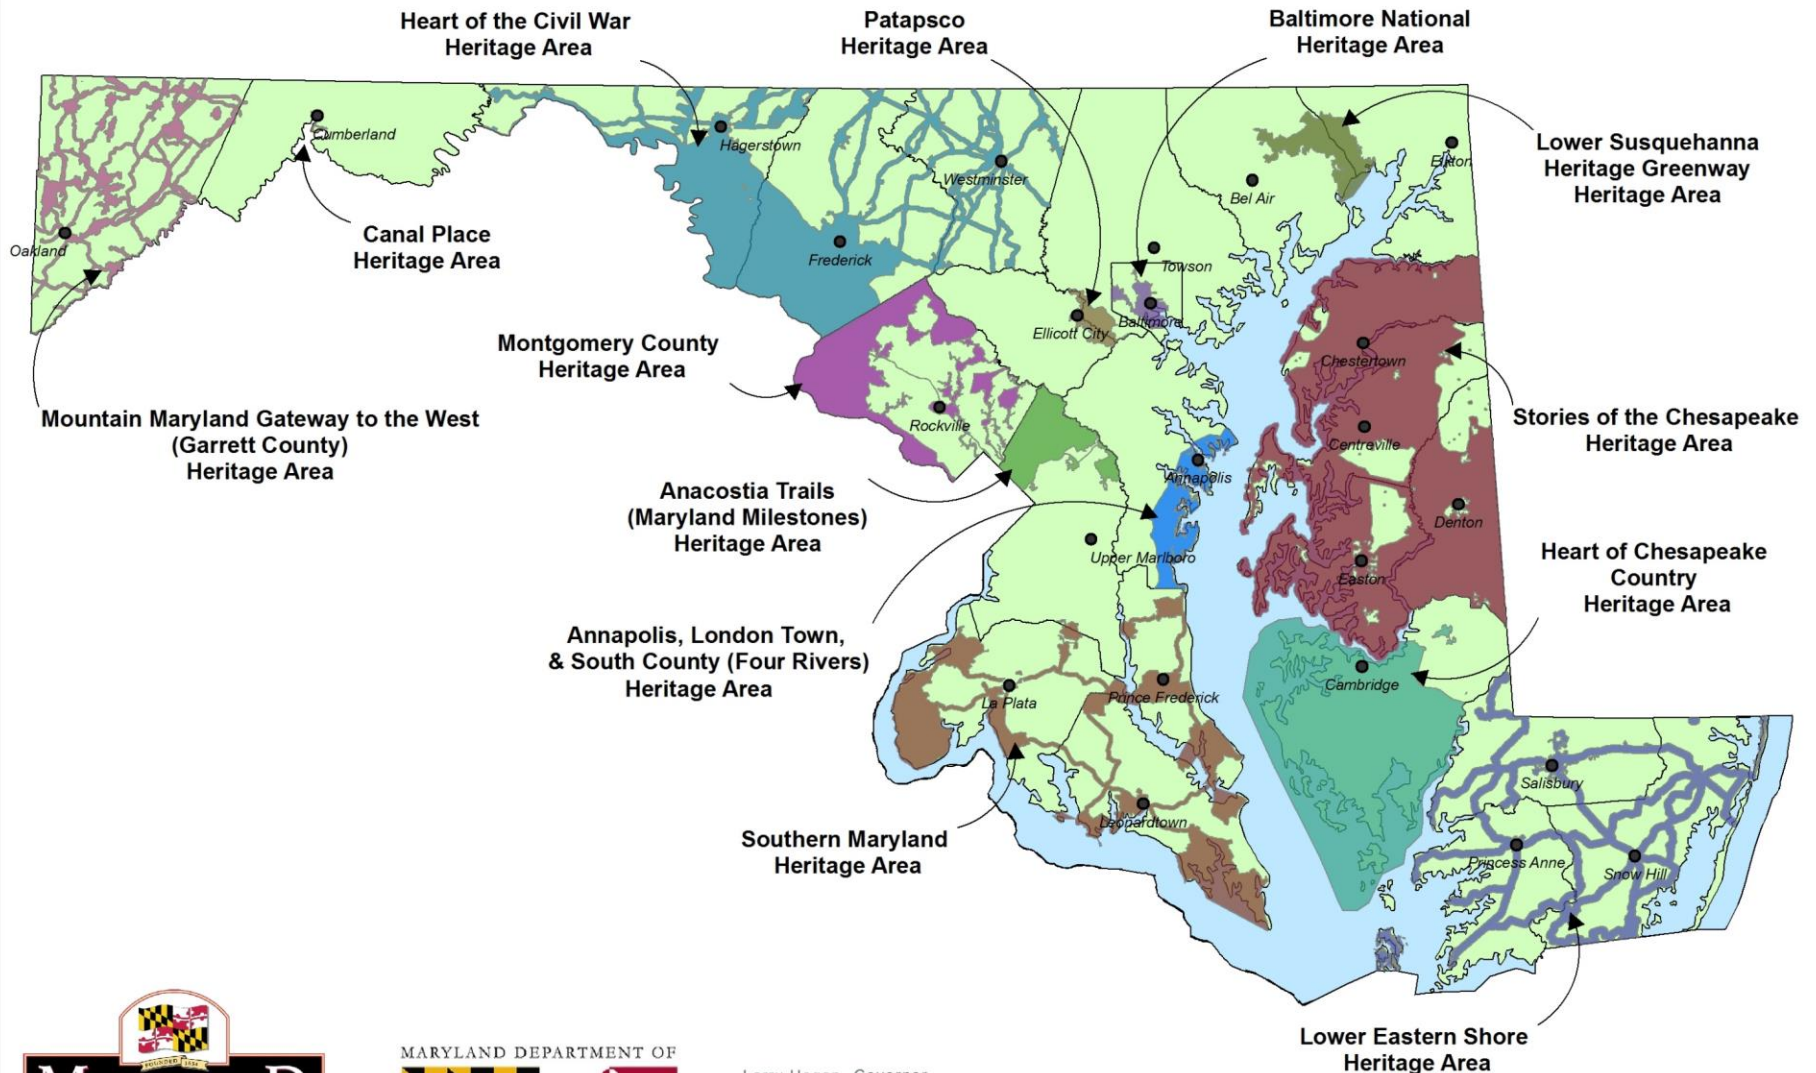 Heart of the Civil War
Heritage Area
Patapsco
Heritage Area
Baltimore National
Heritage Area
Lower Susquehanna
Heritage Greenway
Heritage Area
Cumberland
Hagerstown
Westminster
Elkton
Bel Air
Oakland
Canal Place
Heritage Area
Frederick
Towson
Ellicott City
Baltimore
Montgomery County
Heritage Area
Chestertown
Mountain Maryland Gateway to the West
(Garrett County)
Heritage Area
Rockville
Centreville
Stories of the Chesapeake
Heritage Area
Annapolis
Anacostia Trails
(Maryland Milestones)
Heritage Area
Denton
Upper Marlboro
Easton
Heart of Chesapeake
Country
Heritage Area
Annapolis, London Town,
& South County (Four Rivers)
Heritage Area
Cambridge
La Plata
Prince Frederick
Salisbury
Leonardtown
Southern Maryland
Heritage Area
Princess Anne
Snow Hill
Lower Eastern Shore
Heritage Area
FOUNDED 1634
MARYLAND DEPARTMENT OF